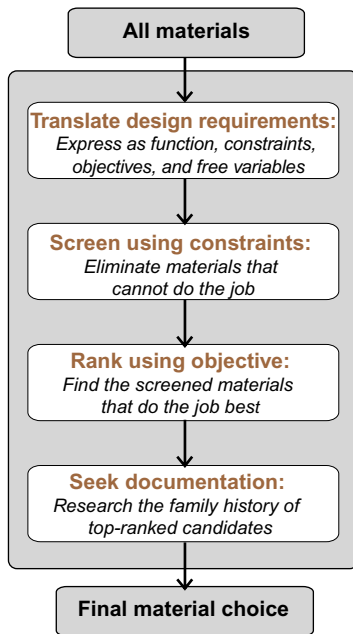 All materials
Translate design requirements:
Express as function, constraints,
objectives, and free variables
Screen using constraints:
Eliminate materials that
cannot do the job
Rank using objective:
Find the screened materials
that do the job best
Seek documentation:
Research the family history of
top-ranked candidates
Final material choice